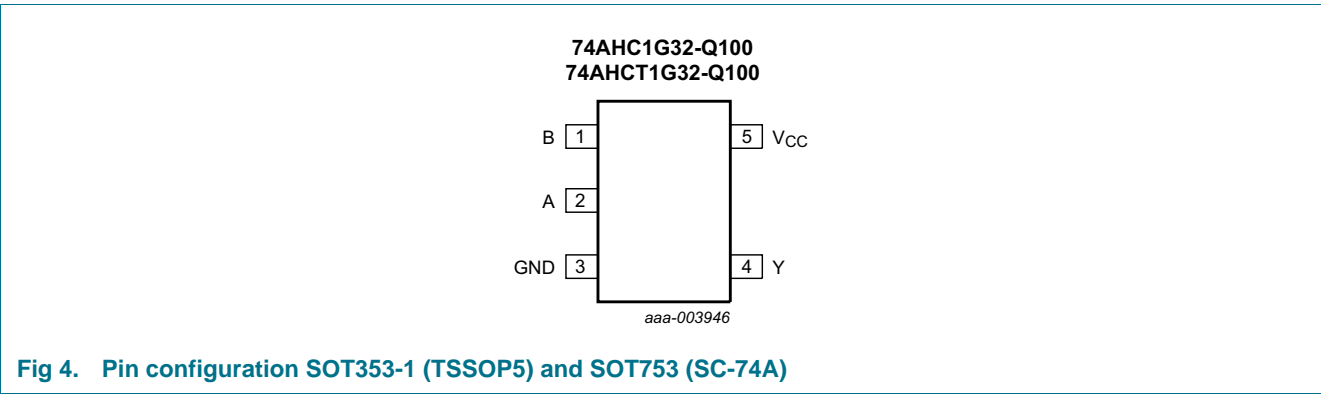 74AHC1G32-Q100
74AHCT1G32-Q100
B 1
5 VCC
A 2
GND 3
4 Y
aaa-003946
Fig 4. Pin configuration SOT353-1 (TSSOP5) and SOT753 (SC-74A)